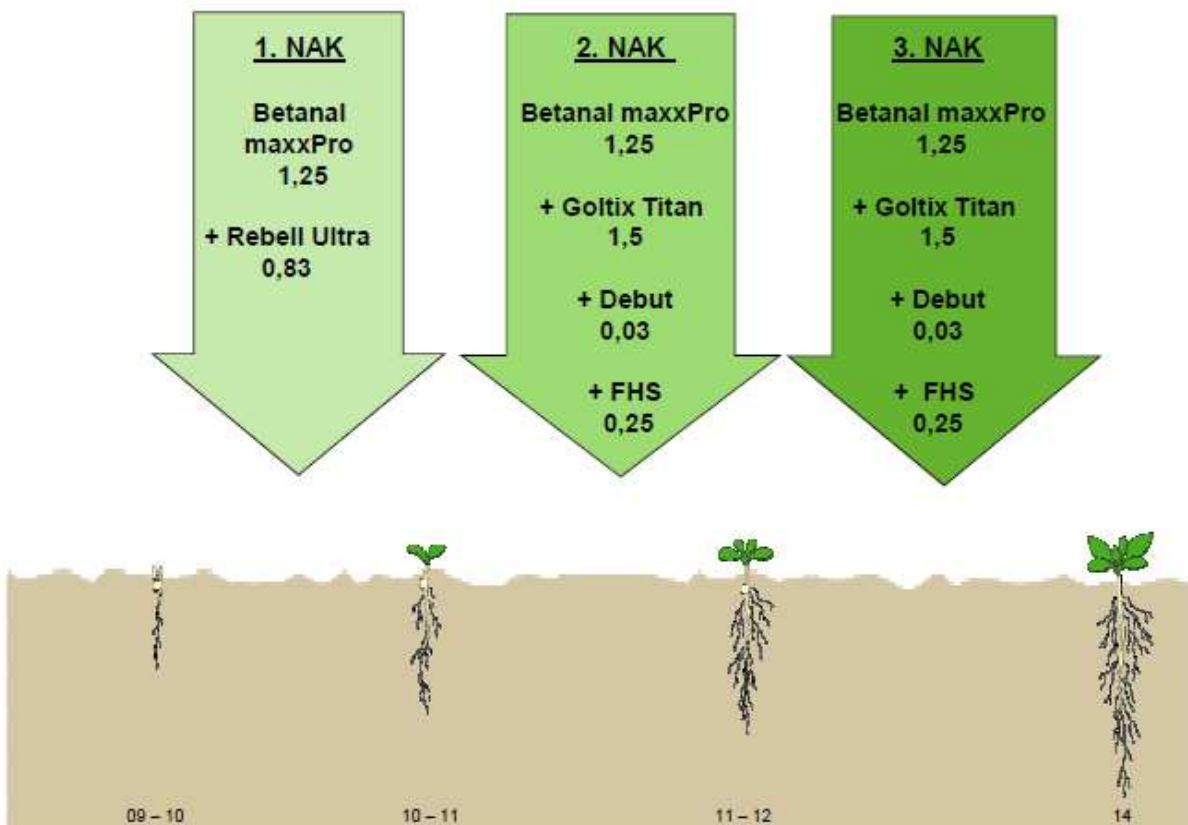 1. NAK
Betanal
maxxPro
1,25
+ Rebell Ultra
0,83
2. NAK
Betanal maxxPro
1,25
+ Goltix Titan
1,5
+ Debut
0,03
+ FHS
0,25
3. NAK
Betanal maxxPro
1,25
+ Goltix Titan
1,5
+ Debut
0,03
+ FHS
0,25
09 – 10
10 – 11
11 – 12
14